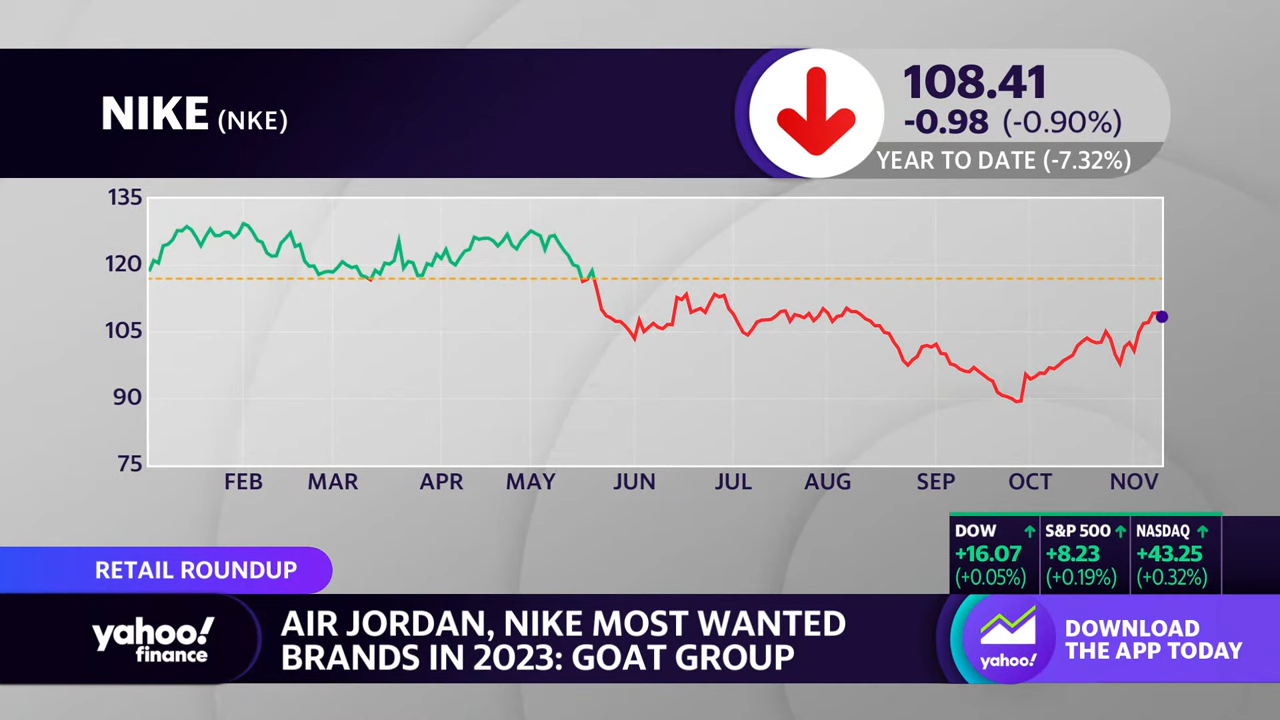 NIKE (NKE)
108.41
-0.98 (-0.90%)
YEAR TO DATE (-7.32%)
135
120
105
90
75
FEB MAR APR MAY JUN JUL AUG SEP OCT NOV
DOW S&P 500 NASDAQ
+16.07 +8.23 +43.25
(+0.05%) (+0.19%) (+0.32%)
RETAIL ROUNDUP
yahoo!
finance
AIR JORDAN, NIKE MOST WANTED
BRANDS IN 2023: GOAT GROUP
yahoo!
DOWNLOAD
THE APP TODAY